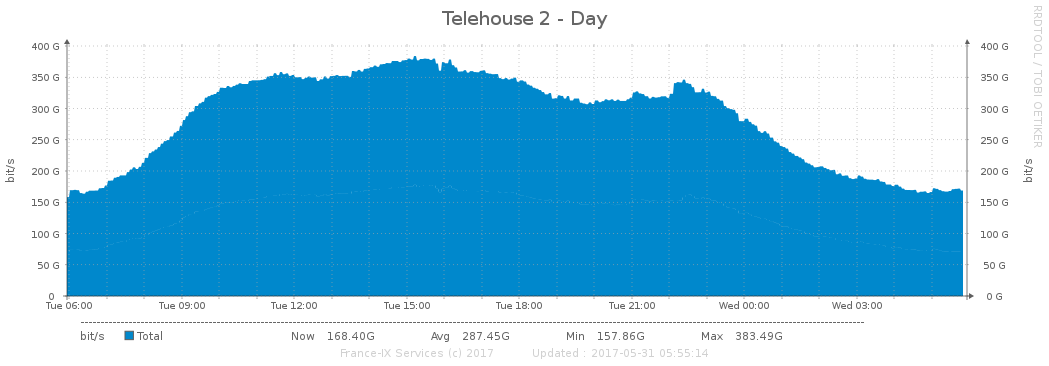 Telehouse 2 - Day
RRDTOOL / TOBI OETIKER
400 G 400 G
350 G 350 G
300 G 300 G
250 G 250 G
200 G 200 G
150 G 150 G
100 G 100 G
50 G 50 G
0 0 G
bit/s bit/s
Tue 06:00 Tue 09:00 Tue 12:00 Tue 15:00 Tue 18:00 Tue 21:00 Wed 00:00 Wed 03:00
bit/s Total Now 168.40G Avg 287.45G Min 157.86G Max 383.49G
France-IX Services (c) 2017 Updated : 2017-05-31 05:55:14